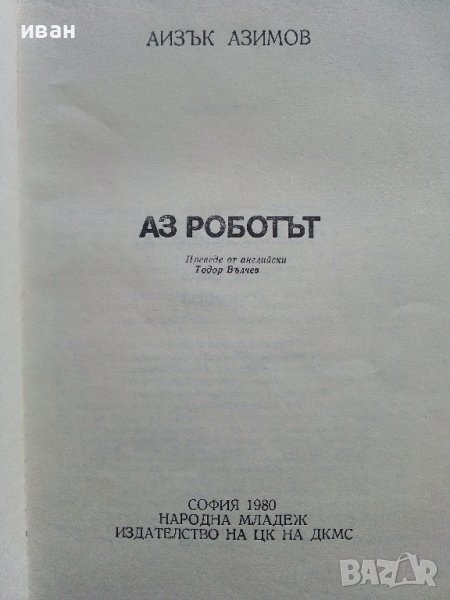 иван
АИЗЪК АЗИМОВ
АЗ РОБОТЪТ
Преведе от английски
Тодор Вълчев
СОФИЯ 1980
НАРОДНА МЛАДЕЖ
ИЗДАТЕЛСТВО НА ЦК НА ДКМС
BAZAR